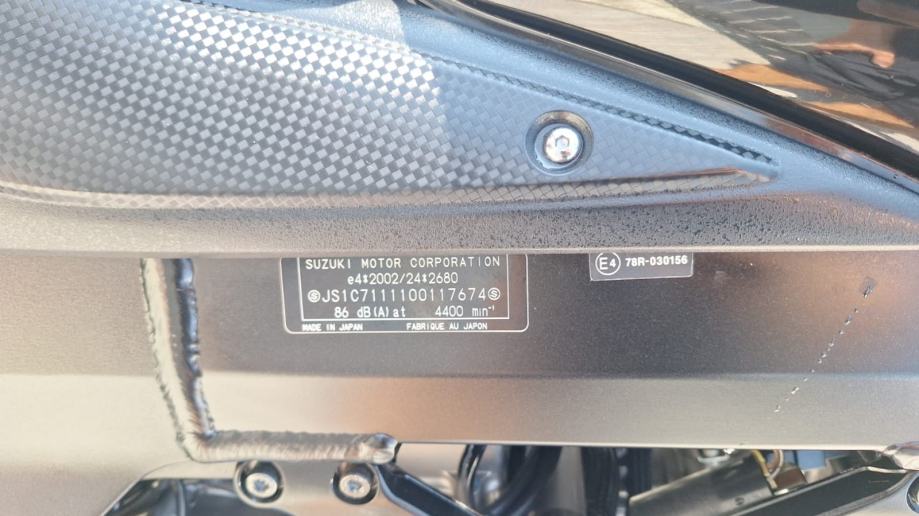 SUZUKI MOTOR CORPORATION
e4*2002/24*2680
JS1C7111100117674
86 dB(A)at 4400 min⁻¹
MADE IN JAPAN FABRIQUE AU JAPON
E4 78R-030156